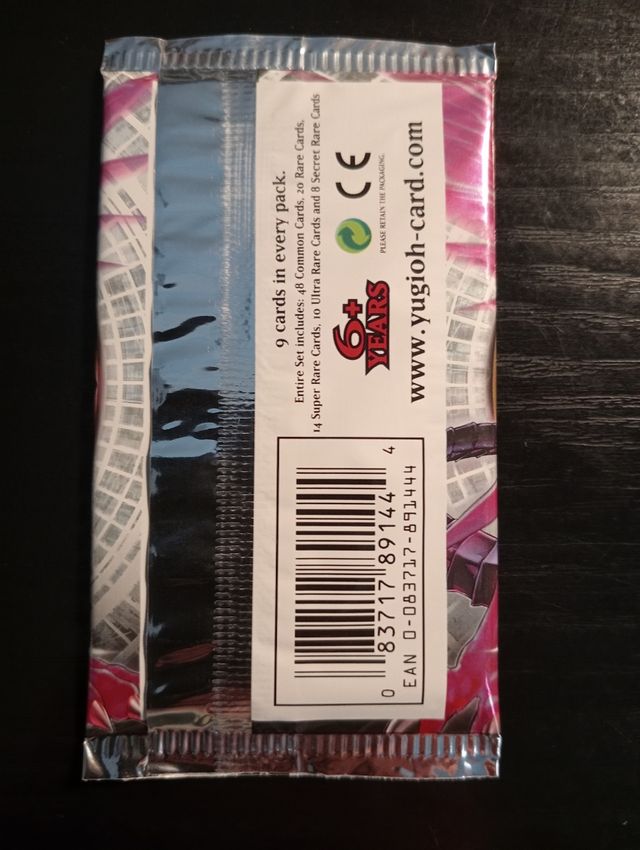 9 cards in every pack.
Entire Set includes: 48 Common Cards, 20 Rare Cards,
14 Super Rare Cards, 10 Ultra Rare Cards and 8 Secret Rare Cards
6+
YEARS
CE
PLEASE RETAIN THE PACKAGING.
www.yugioh-card.com
0 83717 89144 4
EAN 0-083717-891444